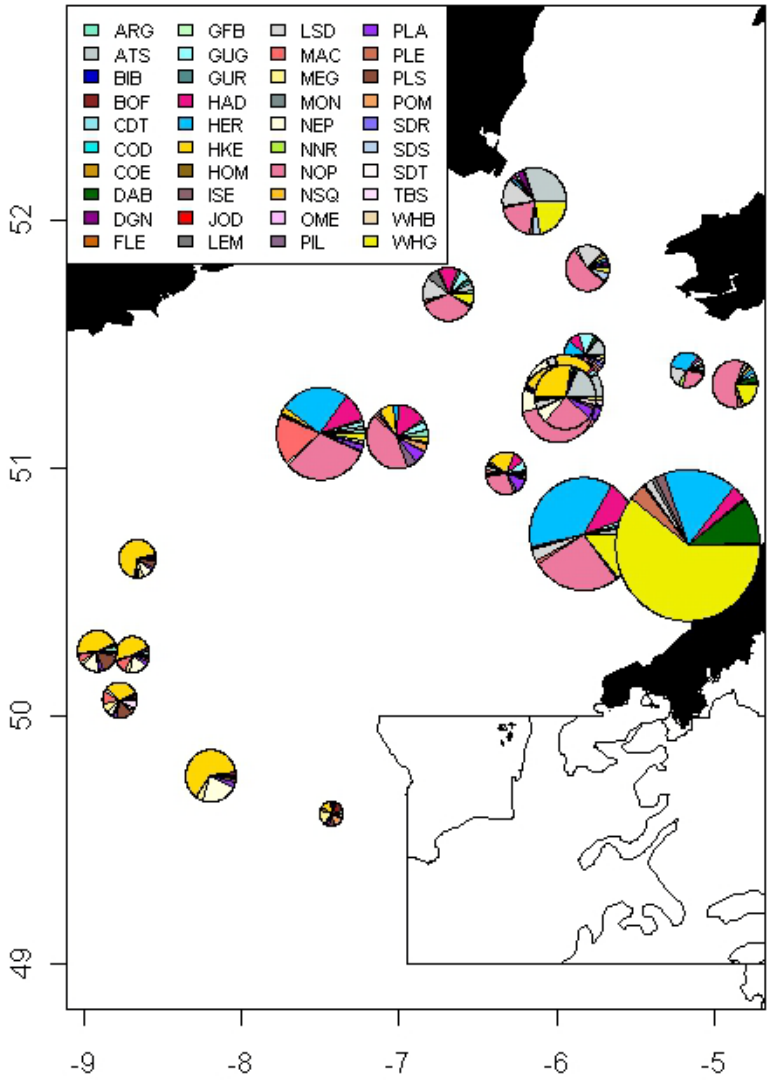 ARG GFB LSD PLA
ATS GUG MAC PLE
BIB GUR MEG PLS
BOF HAD MON POM
CDT HER NEP SDR
COD HKE NNR SDS
COE HOM NOP SDT
DAB ISE NSQ TBS
DGN JOD OME WHB
FLE LEM PIL WHG
52
51
50
49
-9 -8 -7 -6 -5